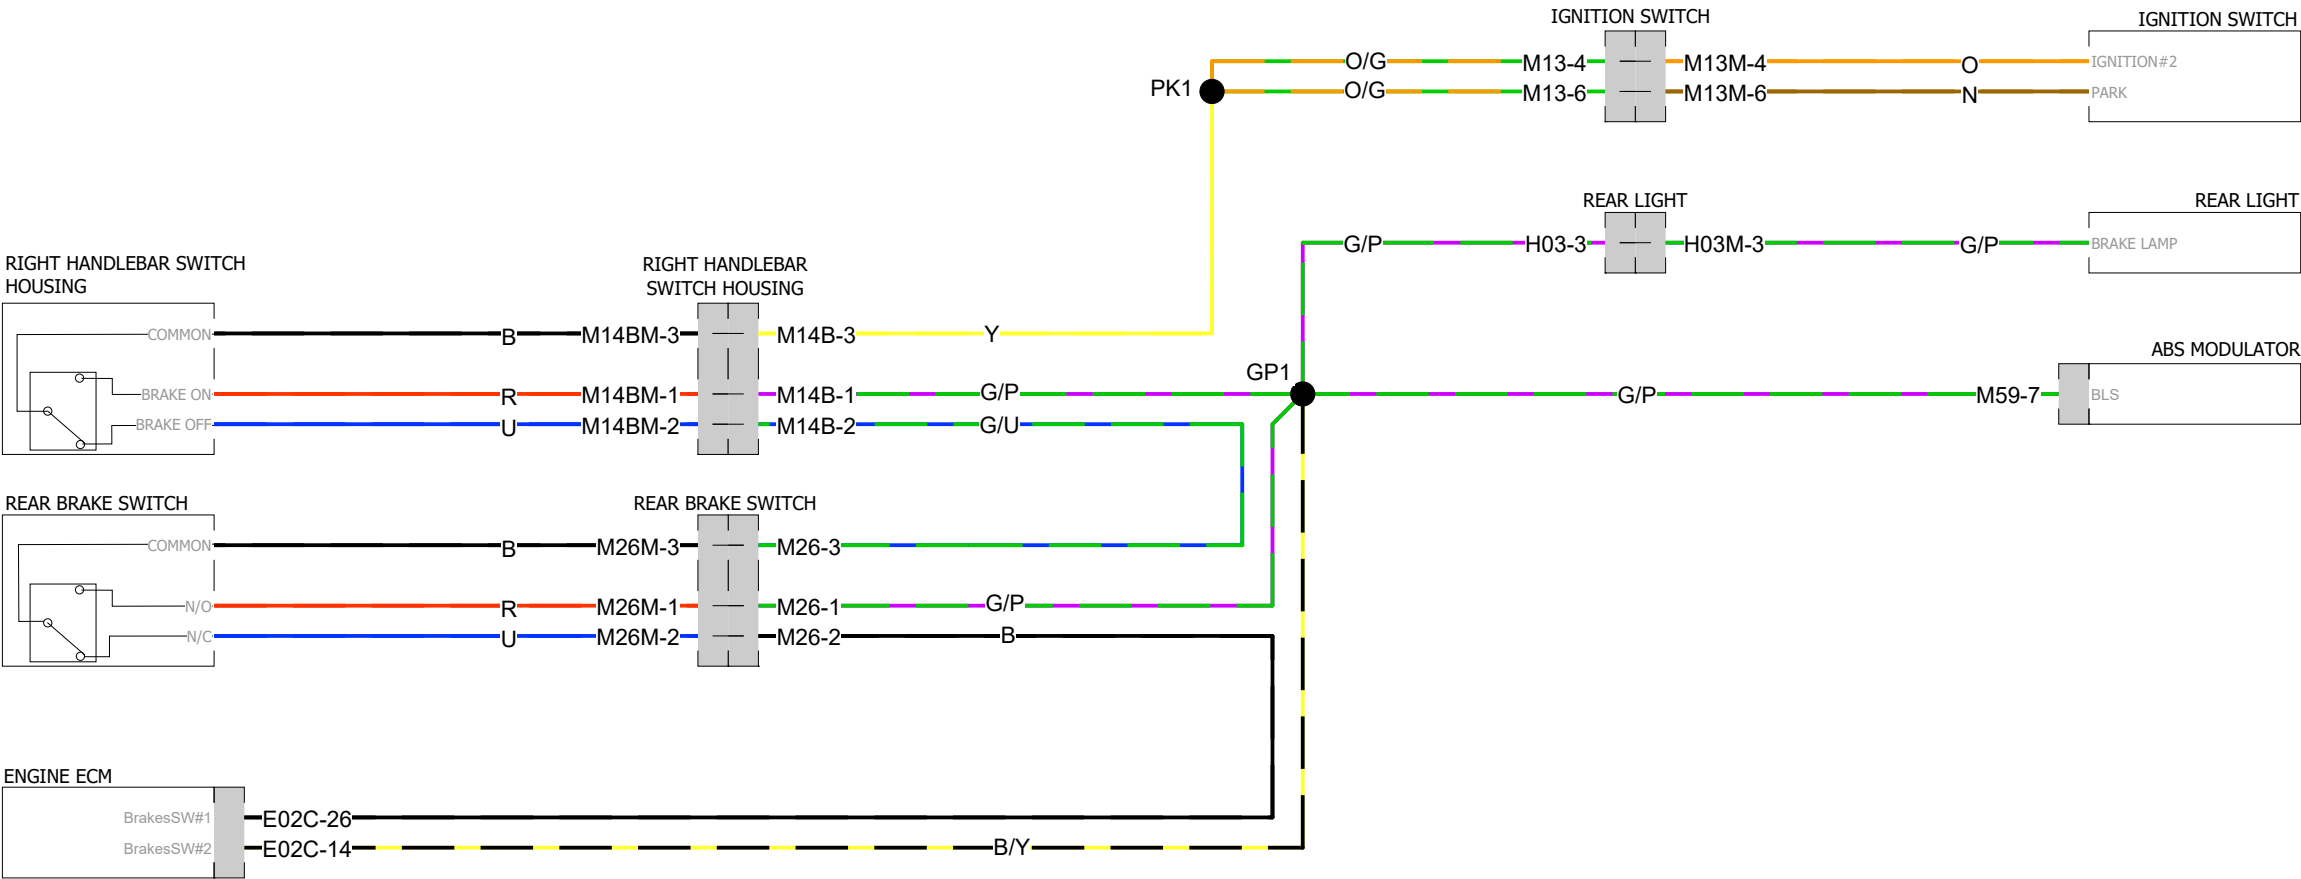 IGNITION SWITCH
IGNITION SWITCH
O/G
M13-4
M13M-4
O
IGNITION#2
PK1
O/G
M13-6
M13M-6
N
PARK
REAR LIGHT
REAR LIGHT
G/P
H03-3
H03M-3
G/P
BRAKE LAMP
RIGHT HANDLEBAR SWITCH
HOUSING
RIGHT HANDLEBAR
SWITCH HOUSING
COMMON
B
M14BM-3
M14B-3
Y
ABS MODULATOR
GP1
BRAKE ON
R
M14BM-1
M14B-1
G/P
G/P
M59-7
BLS
BRAKE OFF
U
M14BM-2
M14B-2
G/U
REAR BRAKE SWITCH
REAR BRAKE SWITCH
COMMON
B
M26M-3
M26-3
N/O
R
M26M-1
M26-1
G/P
N/C
U
M26M-2
M26-2
B
ENGINE ECM
BrakesSW#1
E02C-26
BrakesSW#2
E02C-14
B/Y